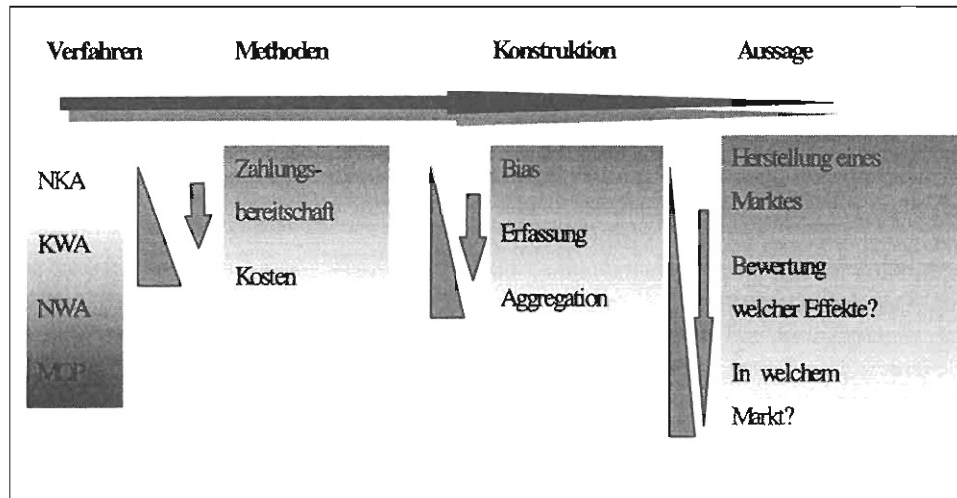 Verfahren Methoden Konstruktion Aussage
NKA
KWA
NWA
MOP
Zahlungs-
bereitschaft
Kosten
Bias
Erfassung
Aggregation
Herstellung eines
Marktes
Bewertung
welcher Effekte?
In welchem
Markt?